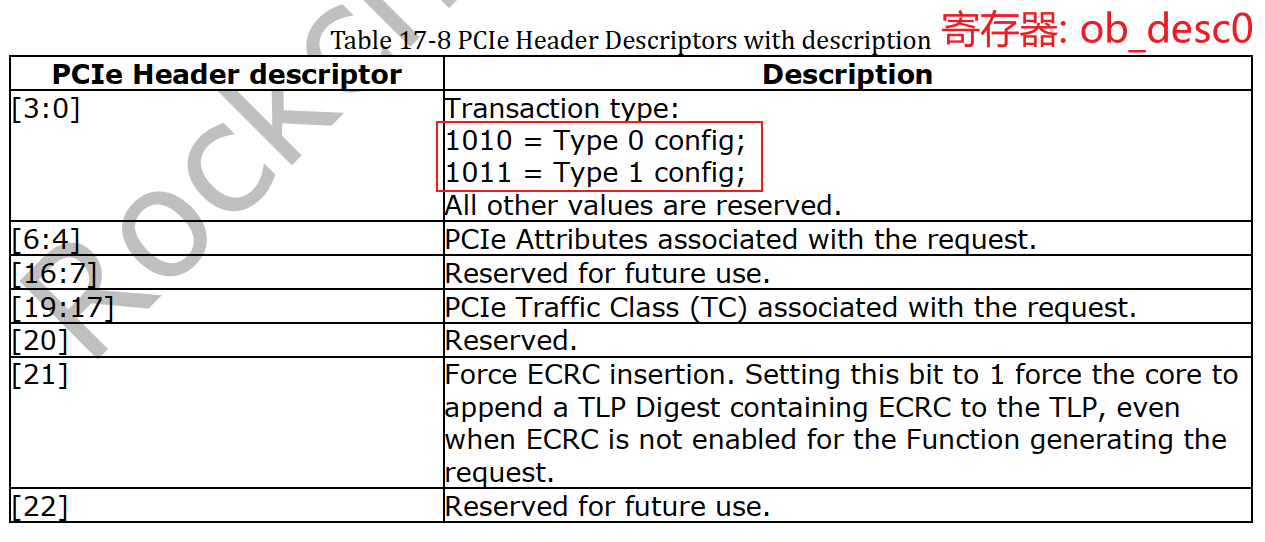 Table 17-8 PCIe Header Descriptors with description
寄存器: ob_desc0
PCIe Header descriptor Description
[3:0] Transaction type:
1010 = Type 0 config;
1011 = Type 1 config;
All other values are reserved.
[6:4] PCIe Attributes associated with the request.
[16:7] Reserved for future use.
[19:17] PCIe Traffic Class (TC) associated with the request.
[20] Reserved.
[21] Force ECRC insertion. Setting this bit to 1 force the core to
append a TLP Digest containing ECRC to the TLP, even
when ECRC is not enabled for the Function generating the
request.
[22] Reserved for future use.